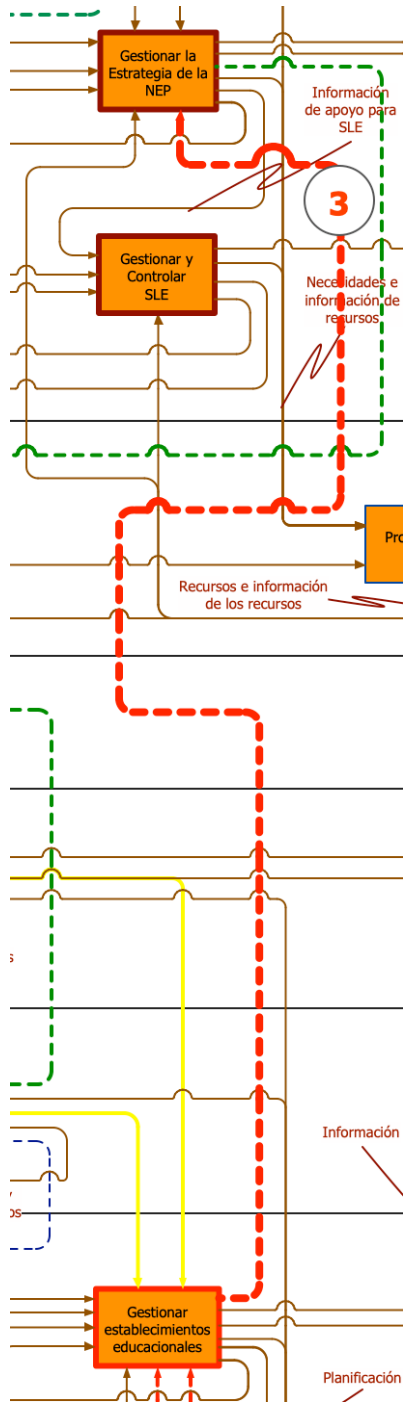 Gestionar la
Estrategia de la
NEP
Información
de apoyo para
SLE
3
Gestionar y
Controlar
SLE
Necesidades e
información de
recursos
Recursos e información
de los recursos
Información
Gestionar
establecimientos
educacionales
Planificación